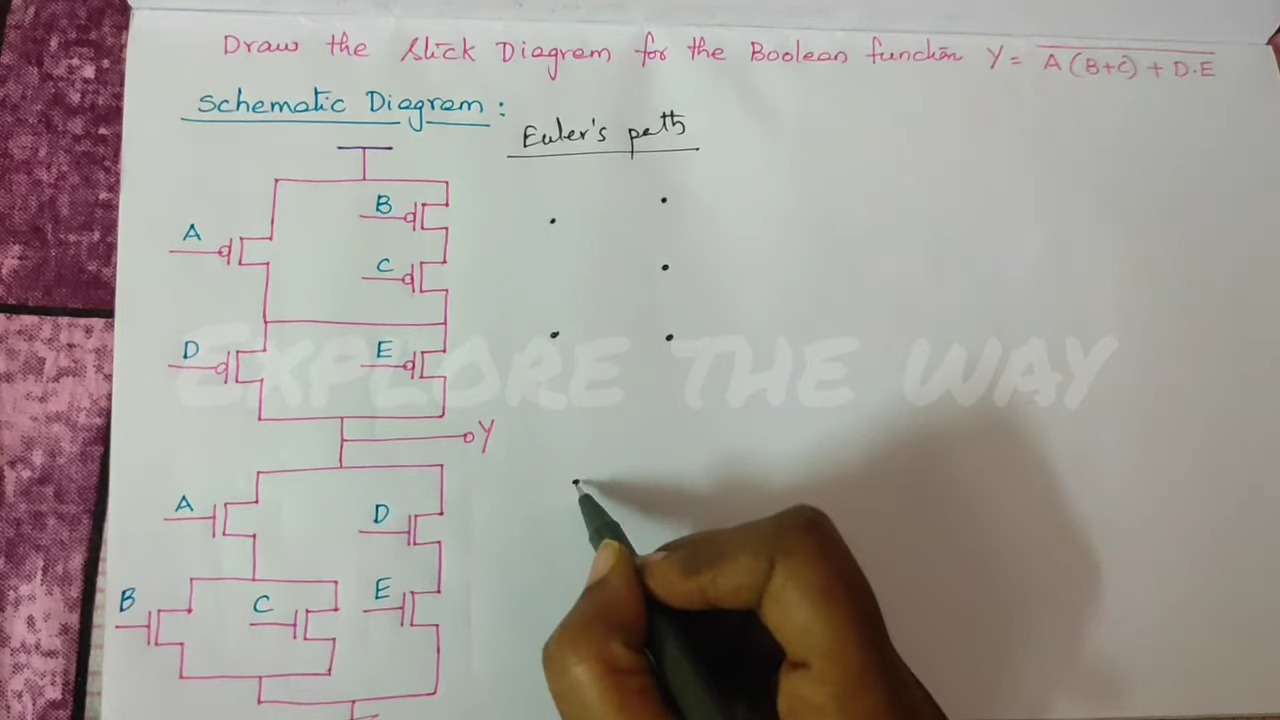 Draw the Stick Diagram for the Boolean function Y = A(B+C) + D.E
Schematic Diagram :
Euler's path
B
A
C
D
E
EXPLORE THE WAY
Y
A
D
B
C
E